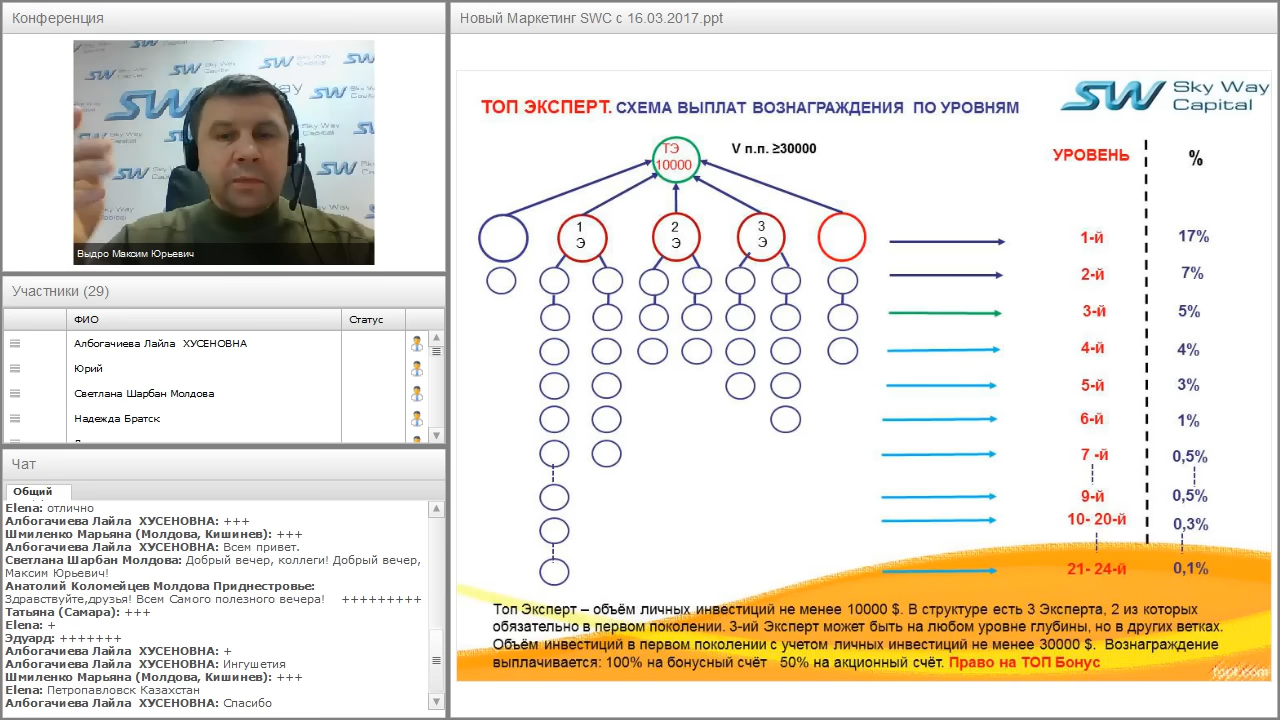 Конференция
SW Sky Way Capital
Выдро Максим Юрьевич
Участники (29)
ФИО
Статус
Албогачиева Лайла ХУСЕНОВНА
Юрий
Светлана Шарбан Молдова
Надежда Братск
Чат
Общий
Elena: отлично
Албогачиева Лайла ХУСЕНОВНА: +++
Шмиленко Марьяна (Молдова, Кишинев): +++
Албогачиева Лайла ХУСЕНОВНА: Всем привет.
Светлана Шарбан Молдова: Добрый вечер, коллеги! Добрый вечер,
Максим Юрьевич!
Анатолий Коломейцев Молдова Приднестровье:
Здравствуйте,друзья! Всем Самого полезного вечера! +++++++++
Татьяна (Самара): +++
Elena: +
Эдуард: +++++++
Албогачиева Лайла ХУСЕНОВНА: +
Албогачиева Лайла ХУСЕНОВНА: Ингушетия
Шмиленко Марьяна (Молдова, Кишинев): +++
Elena: Петропавловск Казахстан
Албогачиева Лайла ХУСЕНОВНА: Спасибо
Новый Маркетинг SWC с 16.03.2017.ppt
ТОП ЭКСПЕРТ. СХЕМА ВЫПЛАТ ВОЗНАГРАЖДЕНИЯ ПО УРОВНЯМ
SW Sky Way
Capital
ТЭ
10000
V п.п. ≥30000
УРОВЕНЬ %
1
Э
2
Э
3
Э
1-й 17%
2-й 7%
3-й 5%
4-й 4%
5-й 3%
6-й 1%
7 -й 0,5%
9-й 0,5%
10- 20-й 0,3%
21- 24-й 0,1%
Топ Эксперт – объём личных инвестиций не менее 10000 $. В структуре есть 3 Эксперта, 2 из которых
обязательно в первом поколении. 3-ий Эксперт может быть на любом уровне глубины, но в других ветках.
Объём инвестиций в первом поколении с учетом личных инвестиций не менее 30000 $. Вознаграждение
выплачивается: 100% на бонусный счёт 50% на акционный счёт. Право на ТОП Бонус